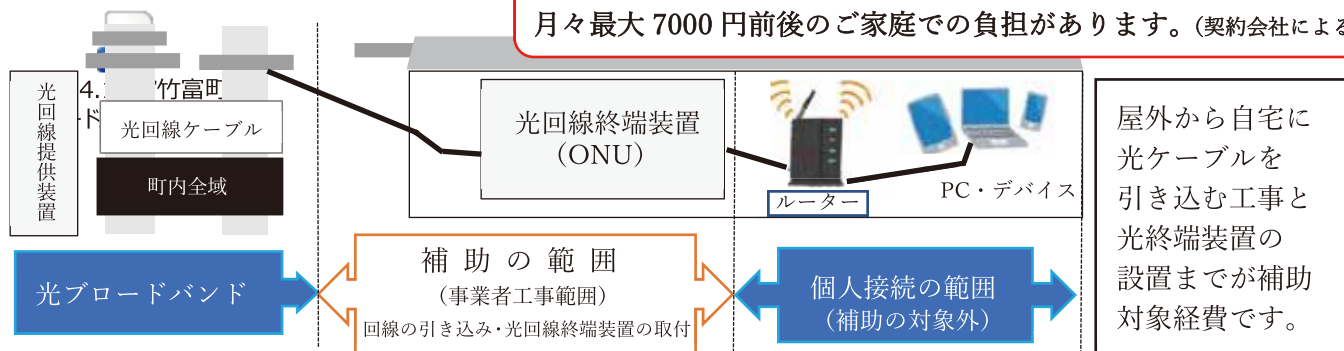 月々最大 7000 円前後のご家庭での負担があります。(契約会社による
光回線提供装置
竹富町
光回線ケーブル
町内全域
光回線終端装置
(ONU)
ルーター
PC・デバイス
屋外から自宅に
光ケーブルを
引き込む工事と
光終端装置の
設置までが補助
対象経費です。
光ブロードバンド
補助の範囲
(事業者工事範囲)
回線の引き込み・光回線終端装置の取付
個人接続の範囲
(補助の対象外)